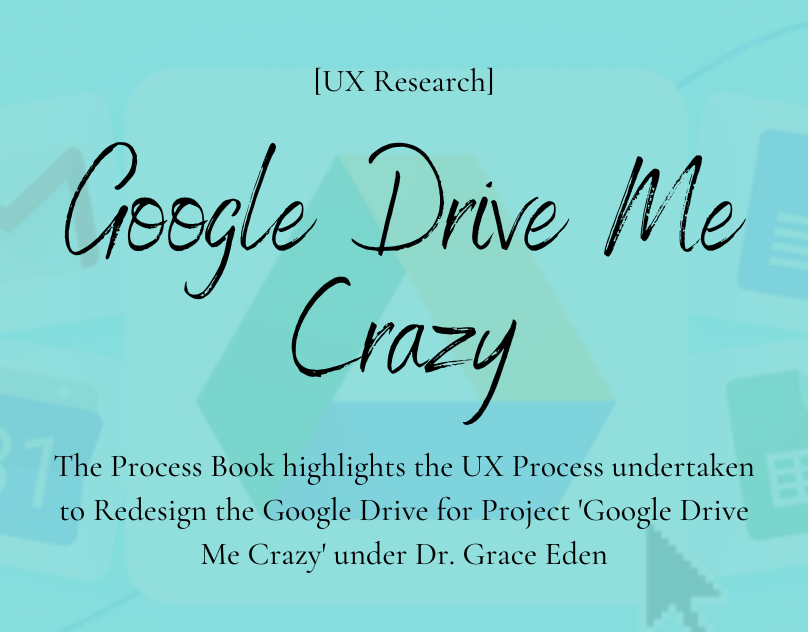 [UX Research]
Google Drive Me
Crazy
The Process Book highlights the UX Process undertaken
to Redesign the Google Drive for Project 'Google Drive
Me Crazy' under Dr. Grace Eden
31